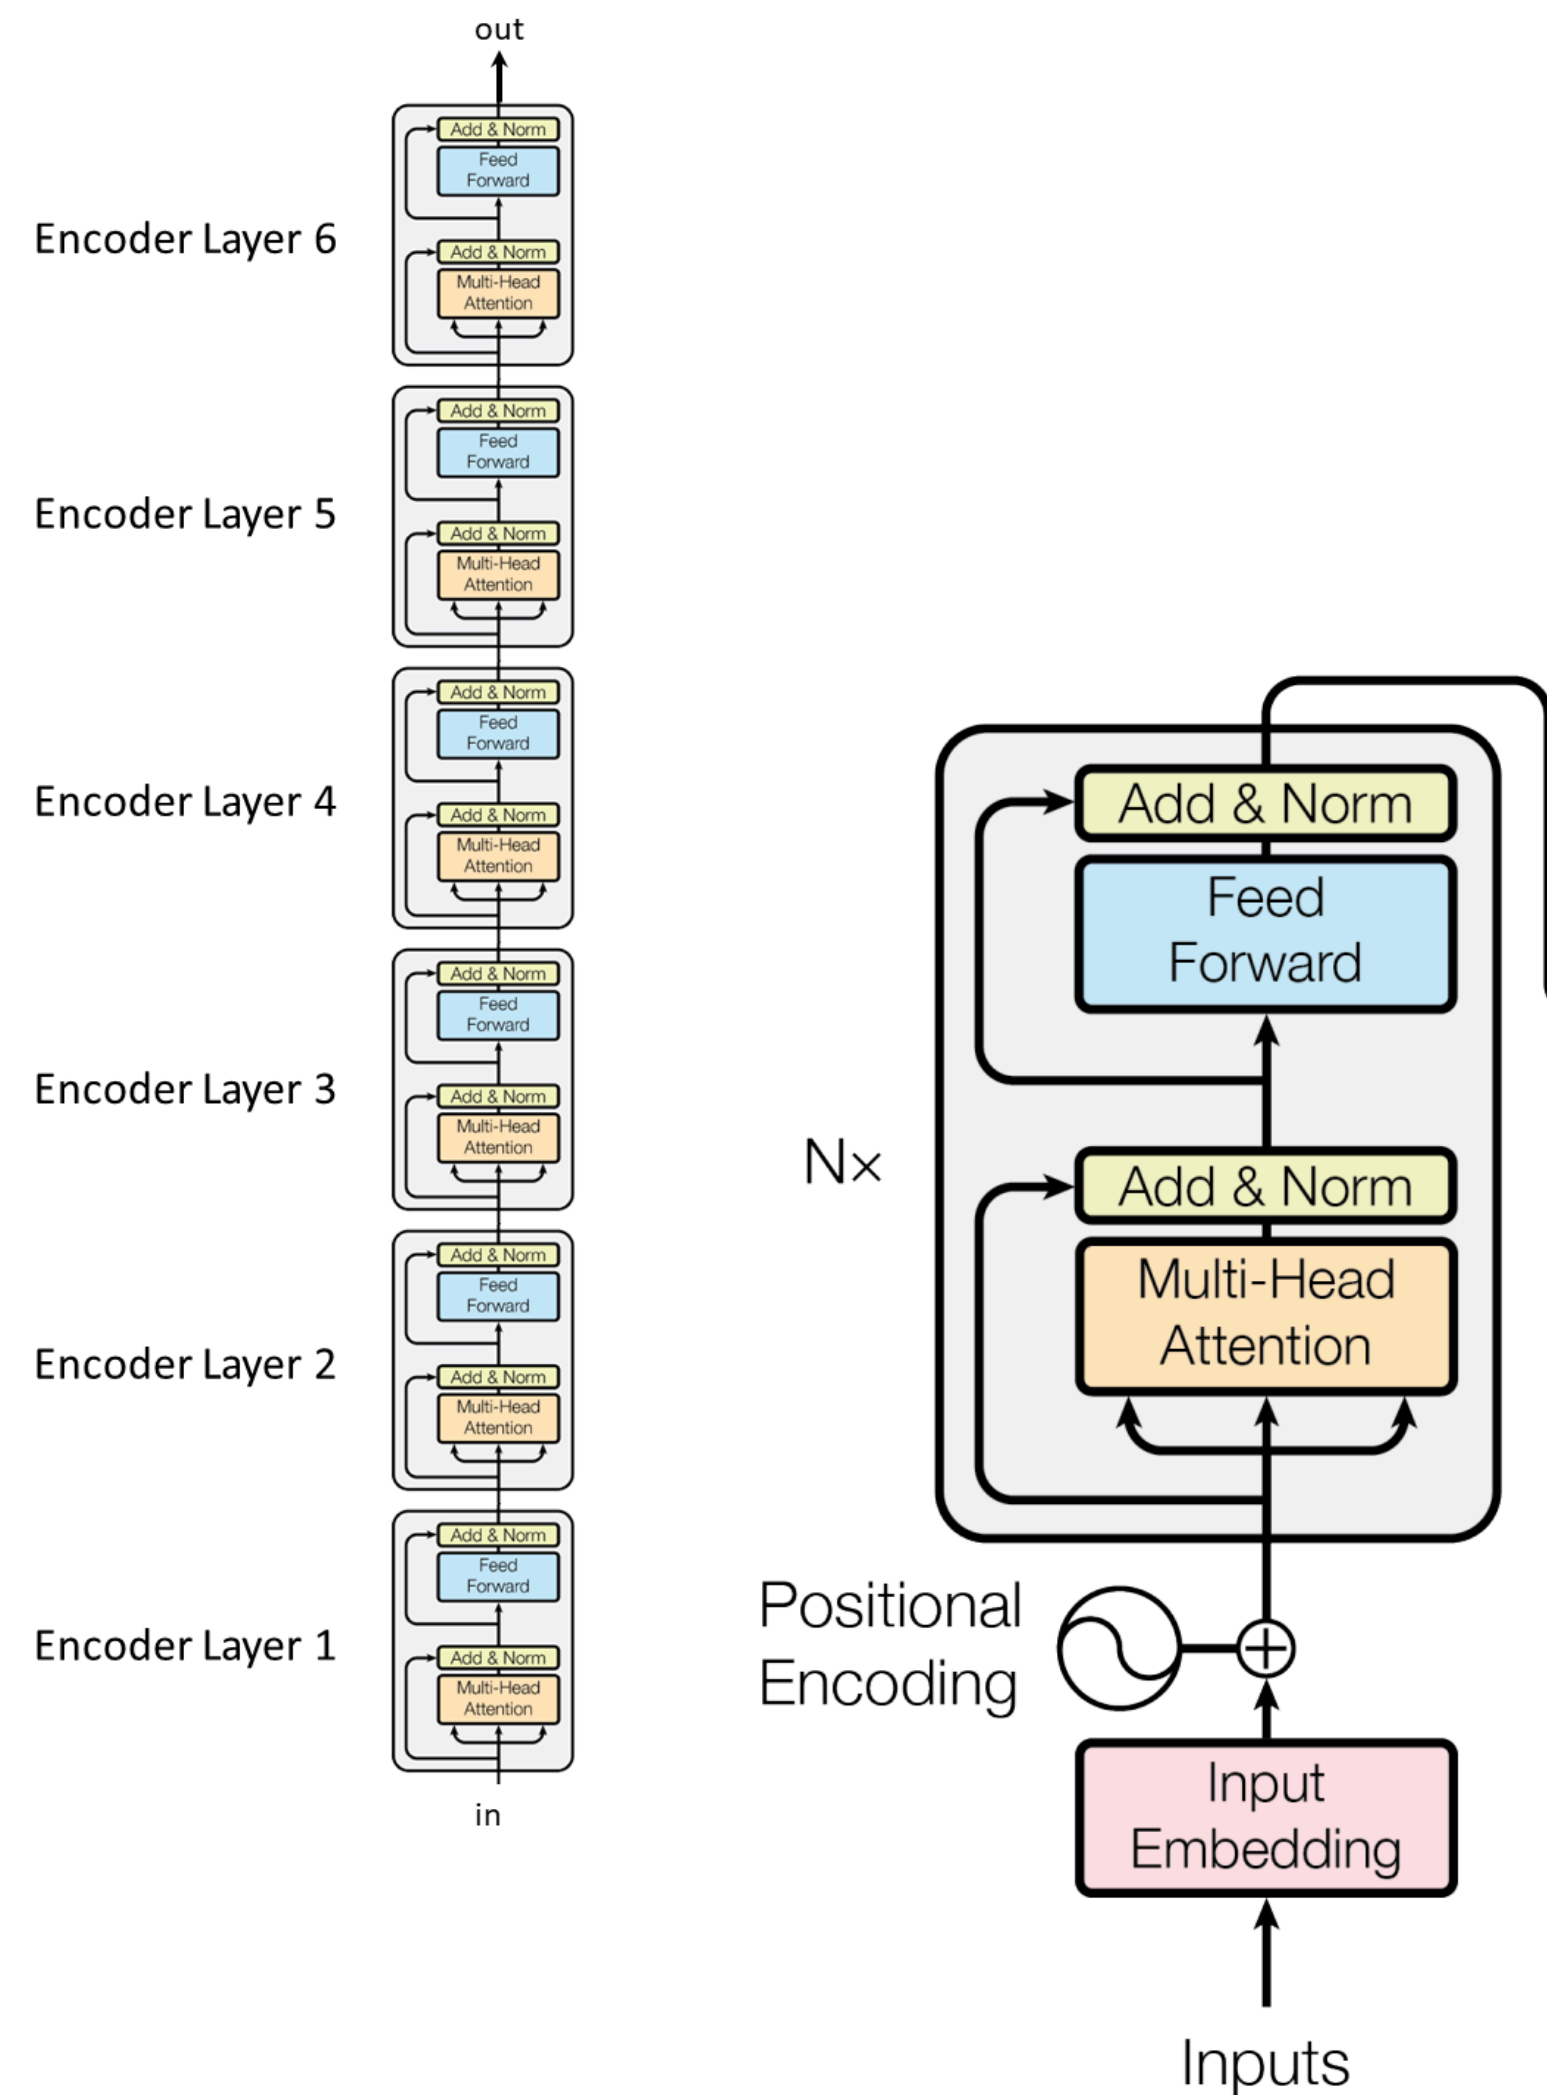 out
Encoder Layer 6
Add & Norm
Feed
Forward
Add & Norm
Multi-Head
Attention
Encoder Layer 5
Add & Norm
Feed
Forward
Add & Norm
Multi-Head
Attention
Encoder Layer 4
Add & Norm
Feed
Forward
Add & Norm
Multi-Head
Attention
Encoder Layer 3
Add & Norm
Feed
Forward
Add & Norm
Multi-Head
Attention
Encoder Layer 2
Add & Norm
Feed
Forward
Add & Norm
Multi-Head
Attention
Encoder Layer 1
Add & Norm
Feed
Forward
Add & Norm
Multi-Head
Attention
in
Add & Norm
Feed
Forward
N×
Add & Norm
Multi-Head
Attention
Positional
Encoding
Input
Embedding
Inputs